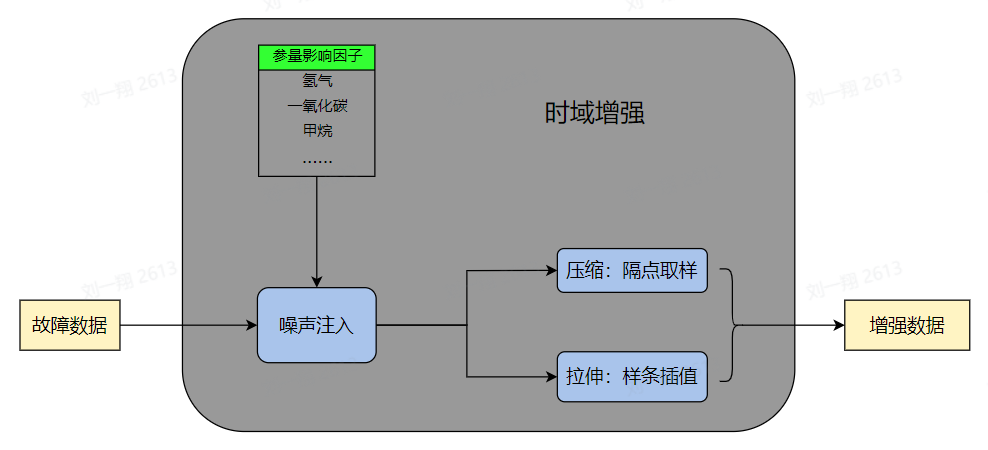 参量影响因子
氢气
一氧化碳
甲烷
......
时域增强
故障数据
噪声注入
压缩：隔点取样
拉伸：样条插值
增强数据
刘一翔 2613
刘一翔 2613
刘一翔 2613
刘一翔 2613